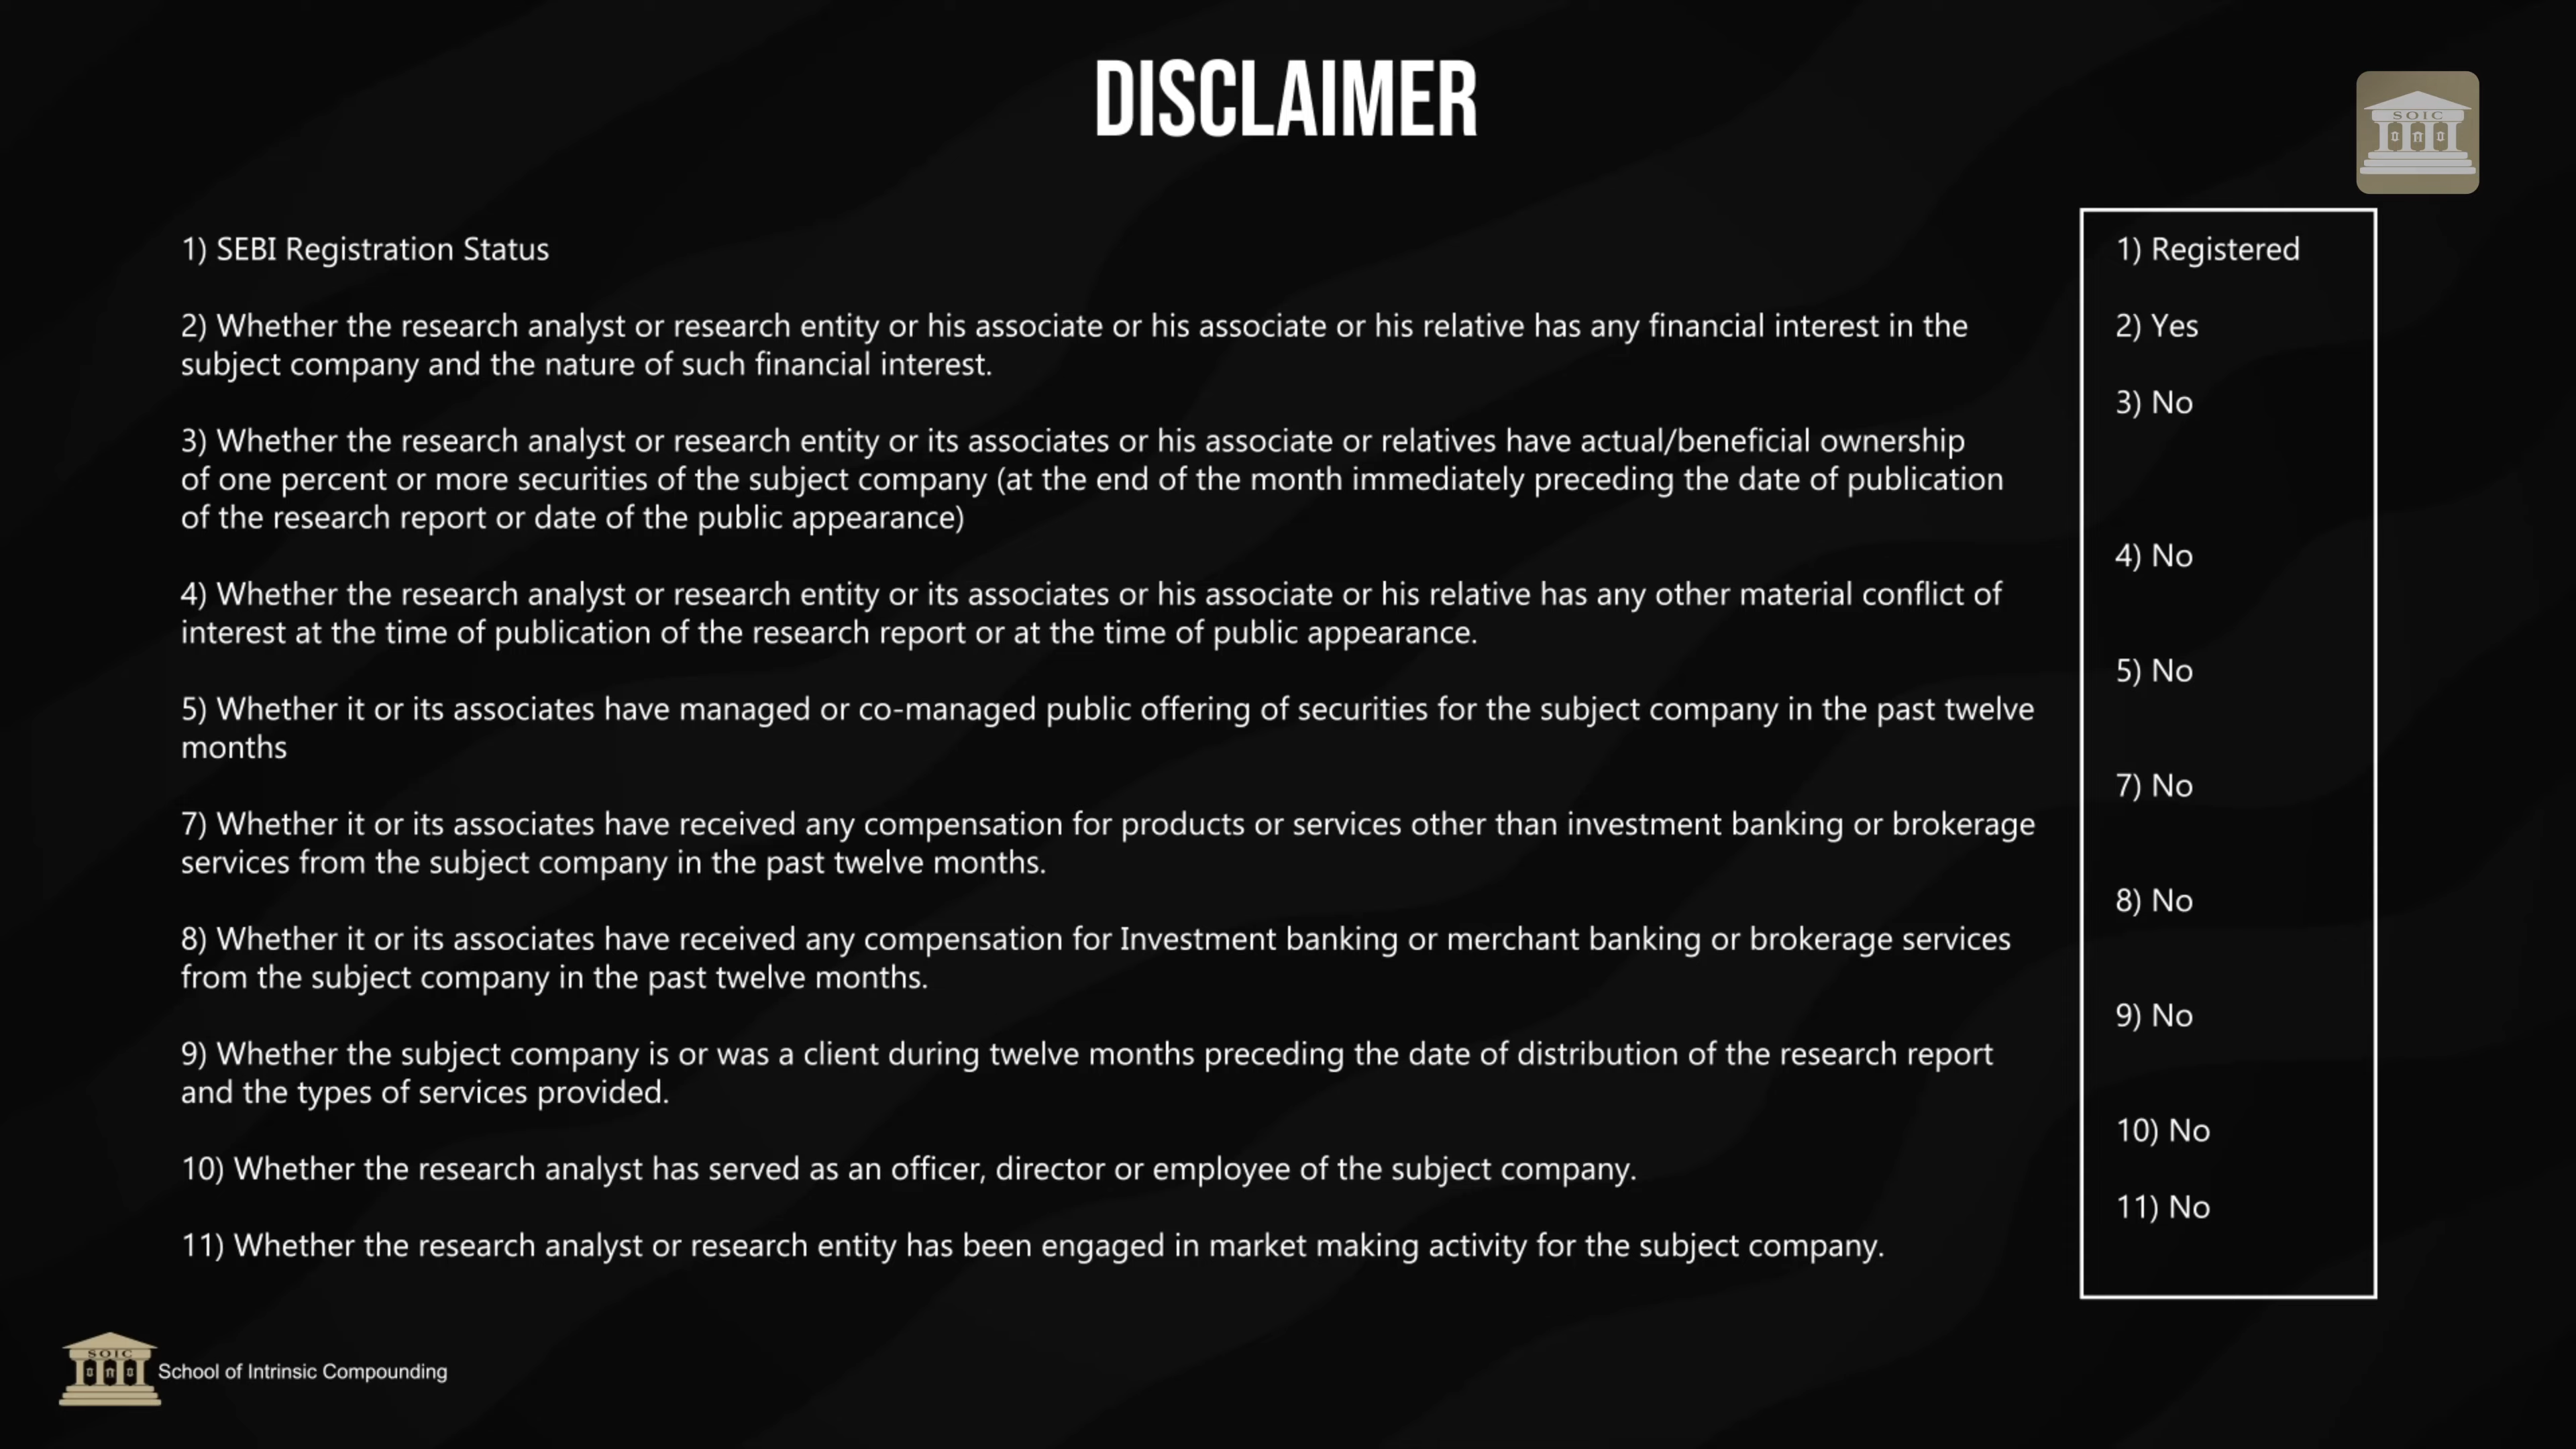 DISCLAIMER
SOIC
1) SEBI Registration Status
2) Whether the research analyst or research entity or his associate or his associate or his relative has any financial interest in the
subject company and the nature of such financial interest.
3) Whether the research analyst or research entity or its associates or his associate or relatives have actual/beneficial ownership
of one percent or more securities of the subject company (at the end of the month immediately preceding the date of publication
of the research report or date of the public appearance)
4) Whether the research analyst or research entity or its associates or his associate or his relative has any other material conflict of
interest at the time of publication of the research report or at the time of public appearance.
5) Whether it or its associates have managed or co-managed public offering of securities for the subject company in the past twelve
months
7) Whether it or its associates have received any compensation for products or services other than investment banking or brokerage
services from the subject company in the past twelve months.
8) Whether it or its associates have received any compensation for Investment banking or merchant banking or brokerage services
from the subject company in the past twelve months.
9) Whether the subject company is or was a client during twelve months preceding the date of distribution of the research report
and the types of services provided.
10) Whether the research analyst has served as an officer, director or employee of the subject company.
11) Whether the research analyst or research entity has been engaged in market making activity for the subject company.
1) Registered
2) Yes
3) No
4) No
5) No
7) No
8) No
9) No
10) No
11) No
SOIC
School of Intrinsic Compounding